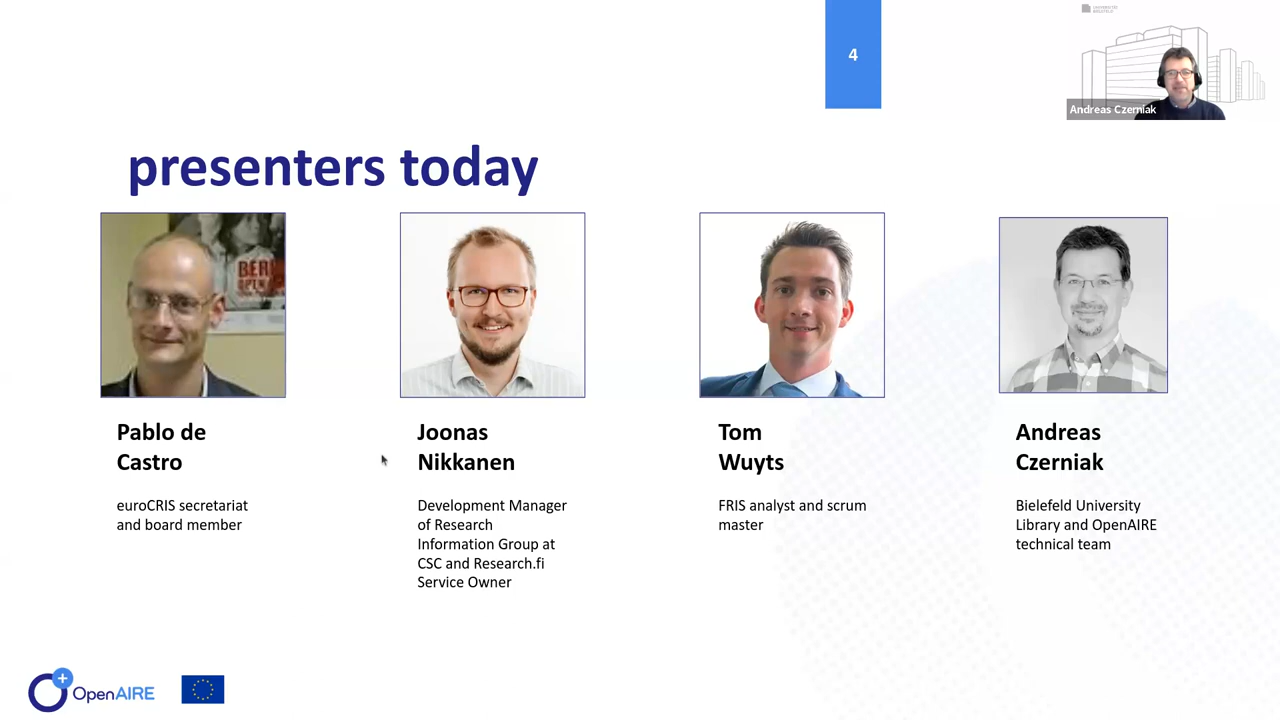 4
Andreas Czerniak
presenters today
BERL
OPEN
Pablo de
Castro
euroCRIS secretariat
and board member
Joonas
Nikkanen
Development Manager
of Research
Information Group at
CSC and Research.fi
Service Owner
Tom
Wuyts
FRIS analyst and scrum
master
Andreas
Czerniak
Bielefeld University
Library and OpenAIRE
technical team
OpenAIRE